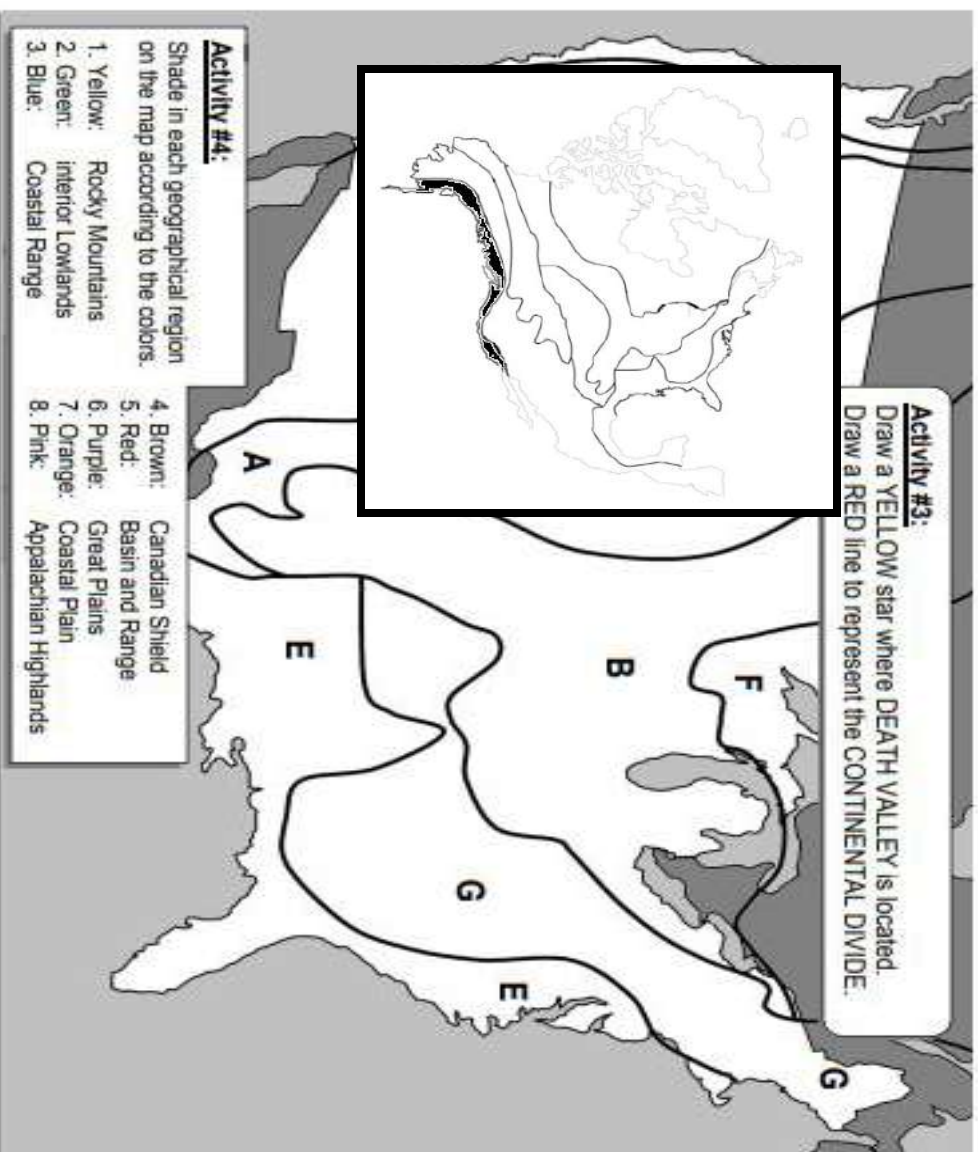 Activity #3:
Draw a YELLOW star where DEATH VALLEY is located.
Draw a RED line to represent the CONTINENTAL DIVIDE.
Activity #4:
Shade in each geographical region
on the map according to the colors.
1. Yellow: Rocky Mountains
2. Green: interior Lowlands
3. Blue: Coastal Range
4. Brown: Canadian Shield
5. Red: Basin and Range
6. Purple: Great Plains
7. Orange: Coastal Plain
8. Pink: Appalachian Highlands
A
B
E
F
G
E
G